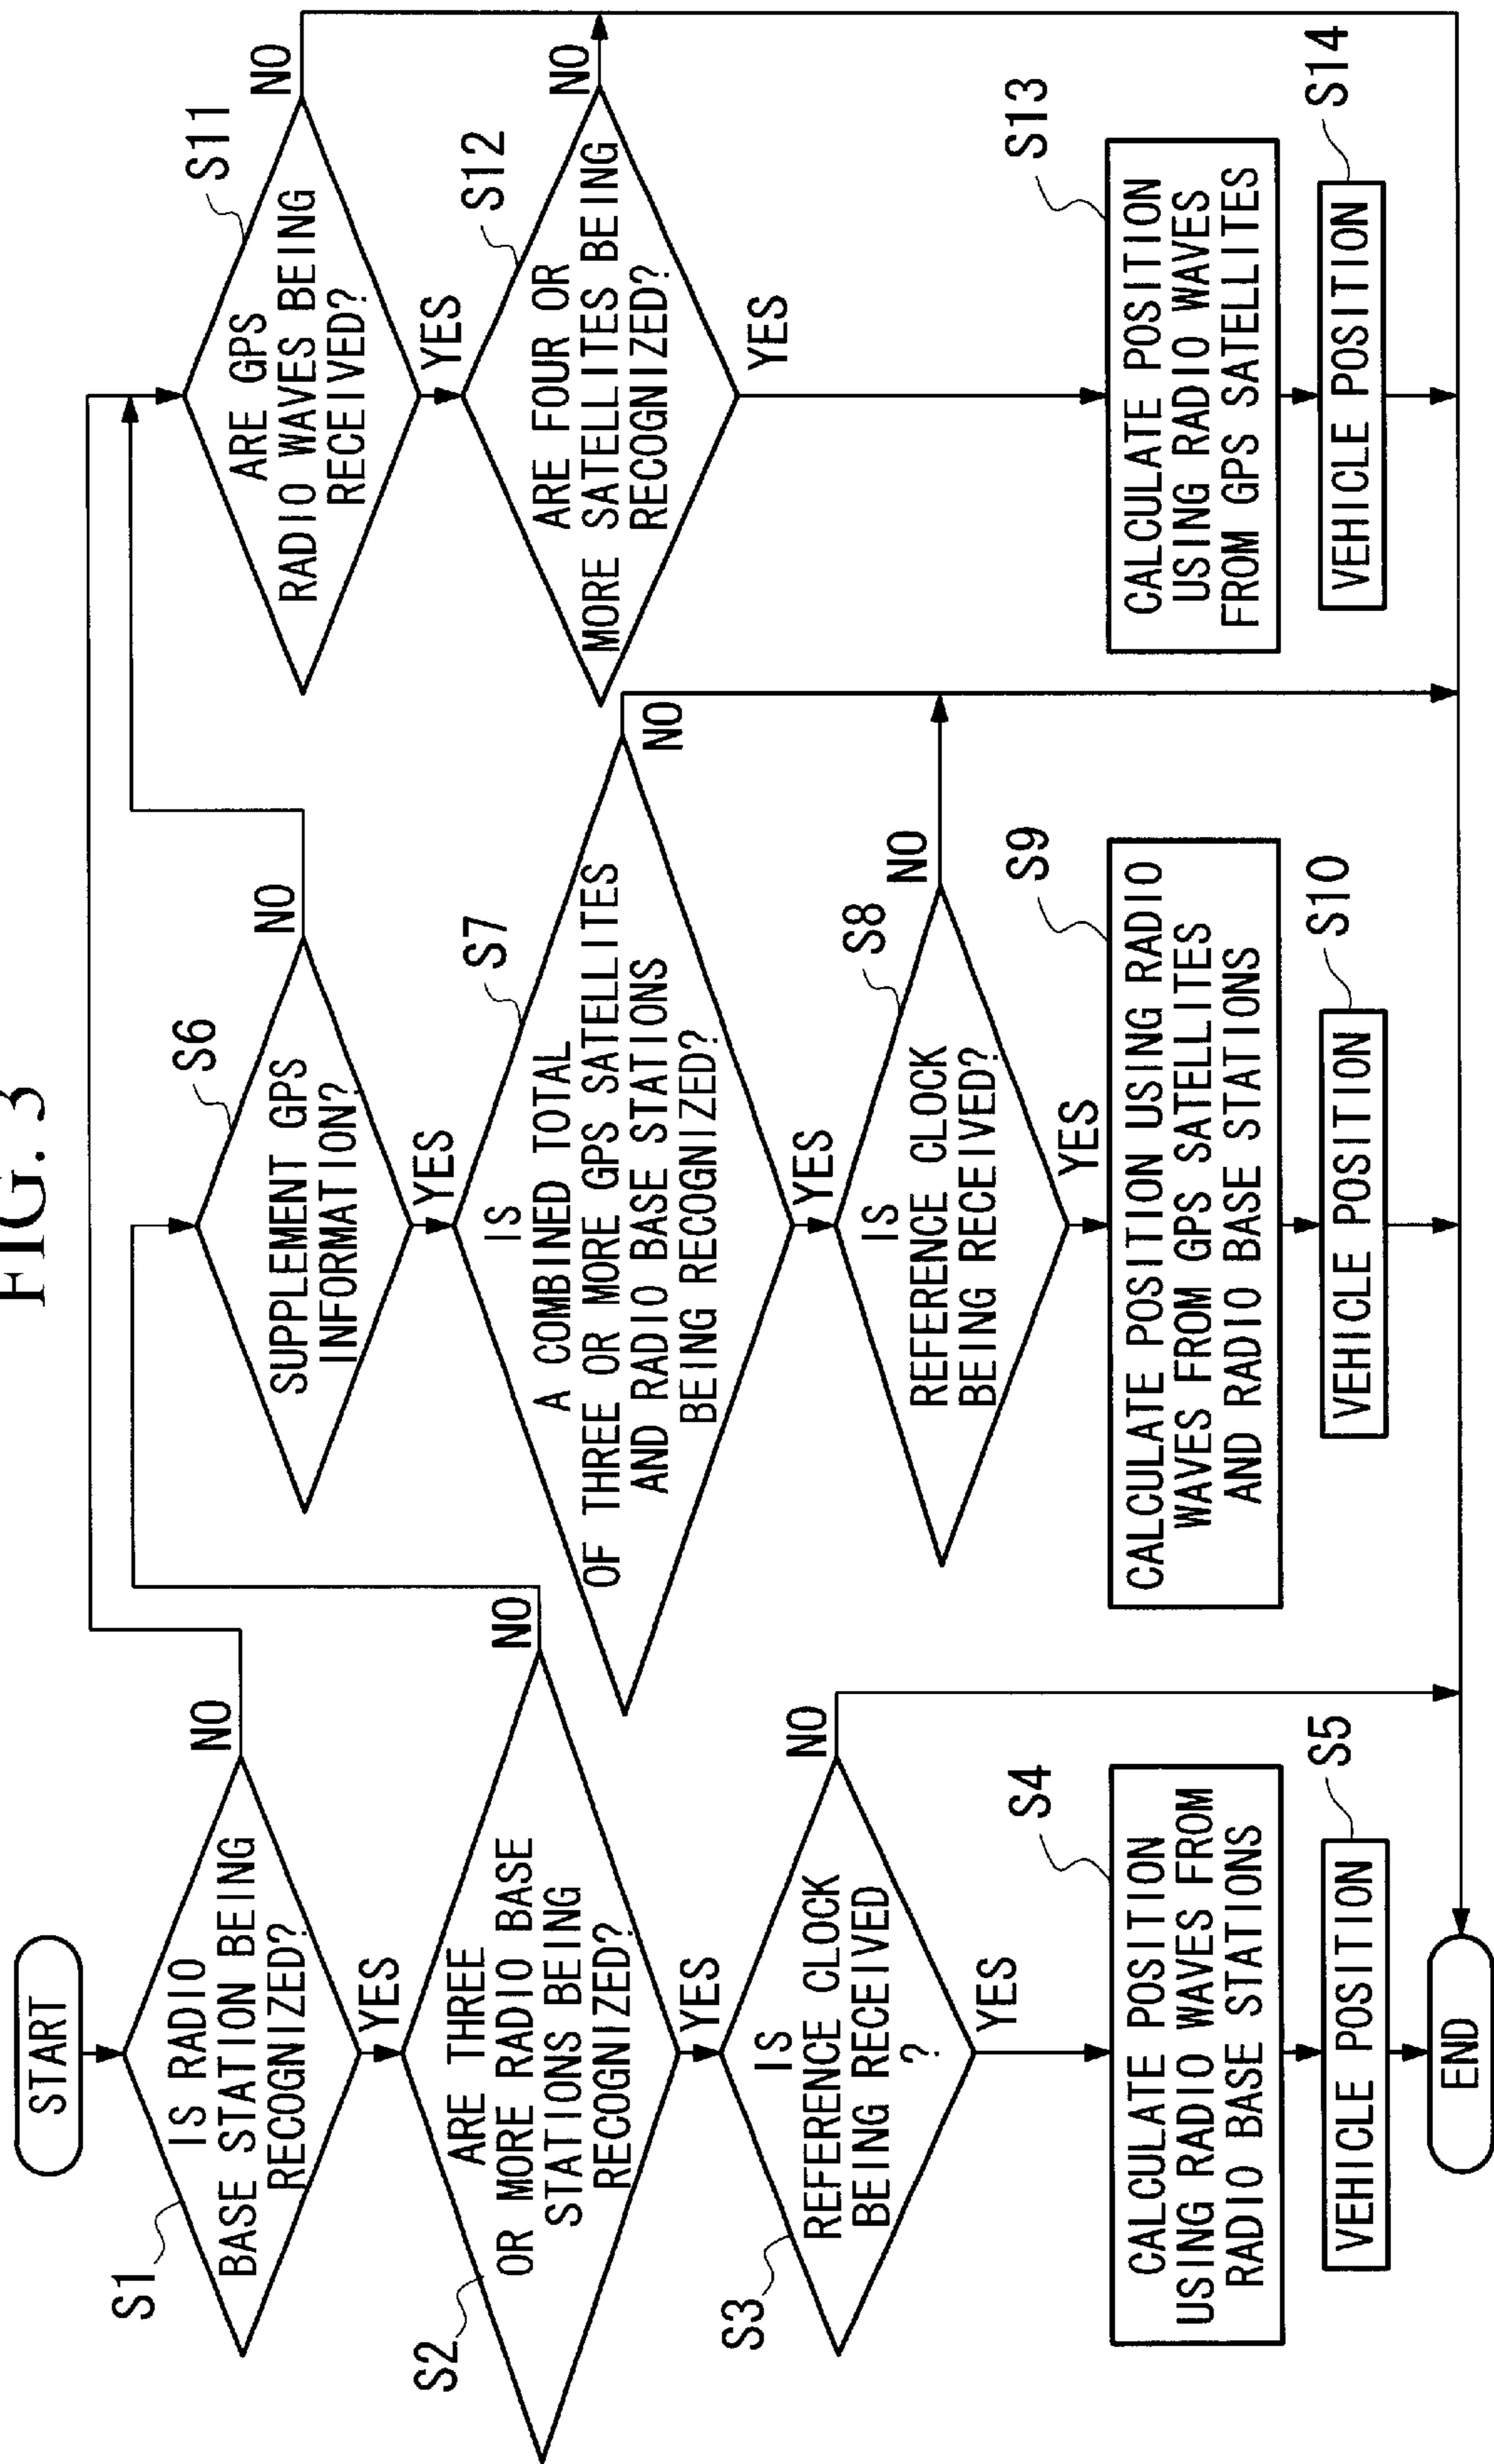 FIG. 3
START
S1
IS RADIO
BASE STATION BEING
RECOGNIZED?
NO
YES
S2
ARE THREE
OR MORE RADIO BASE
STATIONS BEING
RECOGNIZED?
NO
YES
S3
IS
REFERENCE CLOCK
BEING RECEIVED
?
NO
YES
S4
CALCULATE POSITION
USING RADIO WAVES FROM
RADIO BASE STATIONS
S5
VEHICLE POSITION
END
S6
SUPPLEMENT GPS
INFORMATION?
NO
YES
S7
IS
A COMBINED TOTAL
OF THREE OR MORE GPS SATELLITES
AND RADIO BASE STATIONS
BEING RECOGNIZED?
NO
YES
S8
IS
REFERENCE CLOCK
BEING RECEIVED?
NO
YES
S9
CALCULATE POSITION USING RADIO
WAVES FROM GPS SATELLITES
AND RADIO BASE STATIONS
S10
VEHICLE POSITION
S11
ARE GPS
RADIO WAVES BEING
RECEIVED?
NO
YES
S12
ARE FOUR OR
MORE SATELLITES BEING
RECOGNIZED?
NO
YES
S13
CALCULATE POSITION
USING RADIO WAVES
FROM GPS SATELLITES
S14
VEHICLE POSITION